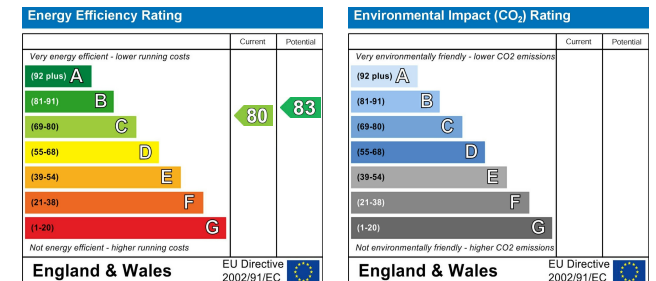 Energy Efficiency Rating
Current Potential
Very energy efficient - lower running costs
(92 plus) A
(81-91) B
(69-80) C
(55-68) D
(39-54) E
(21-38) F
(1-20) G
80
83
Not energy efficient - higher running costs
England & Wales
EU Directive
2002/91/EC
Environmental Impact (CO₂) Rating
Current Potential
Very environmentally friendly - lower CO2 emissions
(92 plus) A
(81-91) B
(69-80) C
(55-68) D
(39-54) E
(21-38) F
(1-20) G
Not environmentally friendly - higher CO2 emissions
England & Wales
EU Directive
2002/91/EC